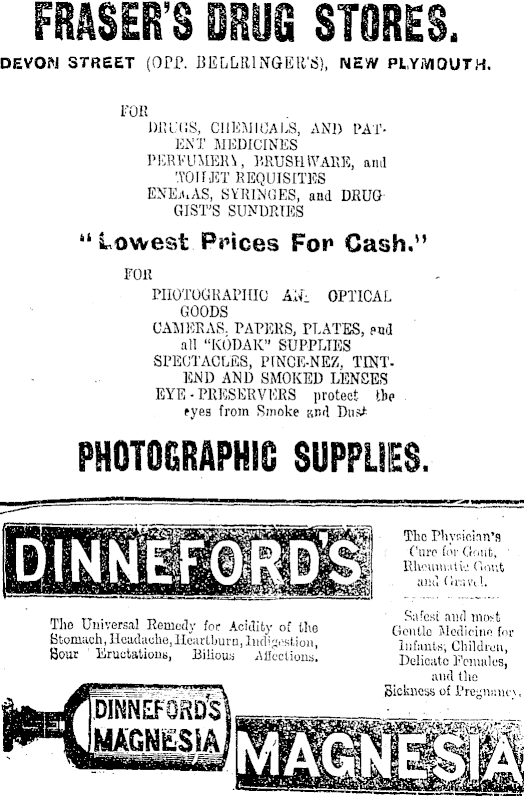 FRASER'S DRUG STORES.
DEVON STREET (OPP. BELLRINGER'S), NEW PLYMOUTH.
FOR
DRUGS, CHEMICALS, AND PAT-
ENT MEDICINES
PERFUMERY, BRUSHWARE, and
TOILET REQUISITES
ENEMAS, SYRINGES, and DRUG-
GIST'S SUNDRIES
"Lowest Prices For Cash."
FOR
PHOTOGRAPHIC AND OPTICAL
GOODS
CAMERAS, PAPERS, PLATES, and
all "KODAK" SUPPLIES
SPECTACLES, PINCE-NEZ, TINT-
END AND SMOKED LENSES
EYE-PRESERVERS protect the
eyes from Smoke and Dust
PHOTOGRAPHIC SUPPLIES.
DINNEFORD'S
The Universal Remedy for Acidity of the
Stomach, Headache, Heartburn, Indigestion,
Sour Eructations, Bilious Affections.
The Physician's
Cure for Gout,
Rheumatic Gout
and Gravel.
Safest and most
Gentle Medicine for
Infants, Children,
Delicate Females,
and the
Sickness of Pregnancy.
DINNEFORD'S
MAGNESIA
MAGNESIA